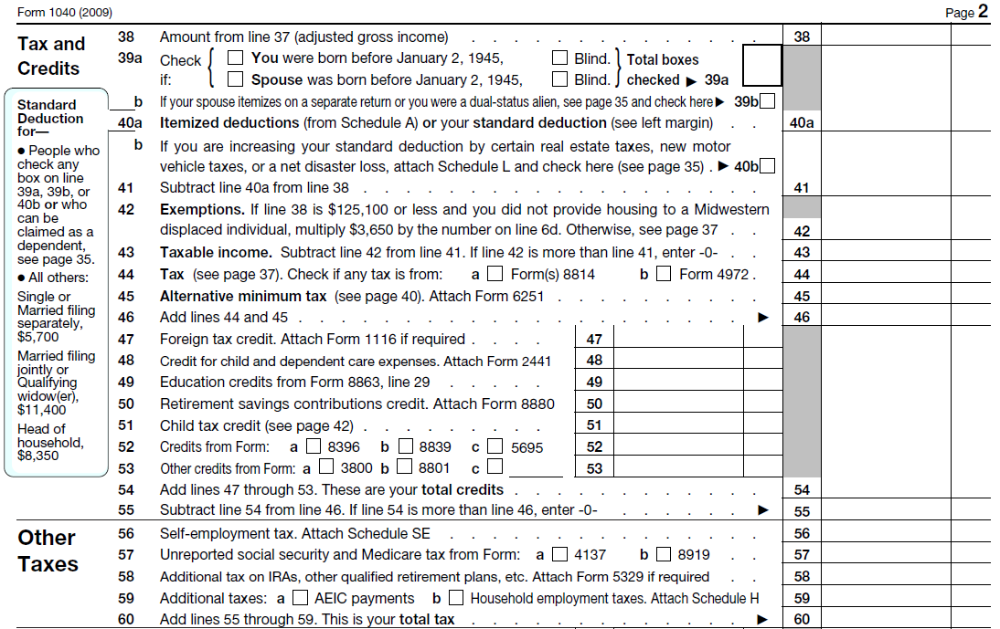 Form 1040 (2009) Page 2
Tax and
Credits
38 Amount from line 37 (adjusted gross income) . . . . . . . . . . . . . . 38
39a Check { You were born before January 2, 1945, Blind. } Total boxes
if: Spouse was born before January 2, 1945, Blind. checked ▶ 39a
b If your spouse itemizes on a separate return or you were a dual-status alien, see page 35 and check here ▶ 39b
Standard
Deduction
for—
• People who
check any
box on line
39a, 39b, or
40b or who
can be
claimed as a
dependent,
see page 35.
• All others:
Single or
Married filing
separately,
$5,700
Married filing
jointly or
Qualifying
widow(er),
$11,400
Head of
household,
$8,350
40a Itemized deductions (from Schedule A) or your standard deduction (see left margin) . . 40a
b If you are increasing your standard deduction by certain real estate taxes, new motor
vehicle taxes, or a net disaster loss, attach Schedule L and check here (see page 35) . ▶ 40b
41 Subtract line 40a from line 38 . . . . . . . . . . . . . . . . . . . 41
42 Exemptions. If line 38 is $125,100 or less and you did not provide housing to a Midwestern
displaced individual, multiply $3,650 by the number on line 6d. Otherwise, see page 37 . . 42
43 Taxable income. Subtract line 42 from line 41. If line 42 is more than line 41, enter -0- . . 43
44 Tax (see page 37). Check if any tax is from: a Form(s) 8814 b Form 4972 . 44
45 Alternative minimum tax (see page 40). Attach Form 6251 . . . . . . . . . . 45
46 Add lines 44 and 45 . . . . . . . . . . . . . . . . . . . . . ▶ 46
47 Foreign tax credit. Attach Form 1116 if required . . . . 47
48 Credit for child and dependent care expenses. Attach Form 2441 48
49 Education credits from Form 8863, line 29 . . . . . 49
50 Retirement savings contributions credit. Attach Form 8880 50
51 Child tax credit (see page 42) . . . . . . . . . 51
52 Credits from Form: a 8396 b 8839 c 5695 52
53 Other credits from Form: a 3800 b 8801 c 53
54 Add lines 47 through 53. These are your total credits . . . . . . . . . . . . 54
55 Subtract line 54 from line 46. If line 54 is more than line 46, enter -0- . . . . . . ▶ 55
Other
Taxes
56 Self-employment tax. Attach Schedule SE . . . . . . . . . . . . . . . 56
57 Unreported social security and Medicare tax from Form: a 4137 b 8919 . . 57
58 Additional tax on IRAs, other qualified retirement plans, etc. Attach Form 5329 if required . . 58
59 Additional taxes: a AEIC payments b Household employment taxes. Attach Schedule H 59
60 Add lines 55 through 59. This is your total tax . . . . . . . . . . . . . ▶ 60